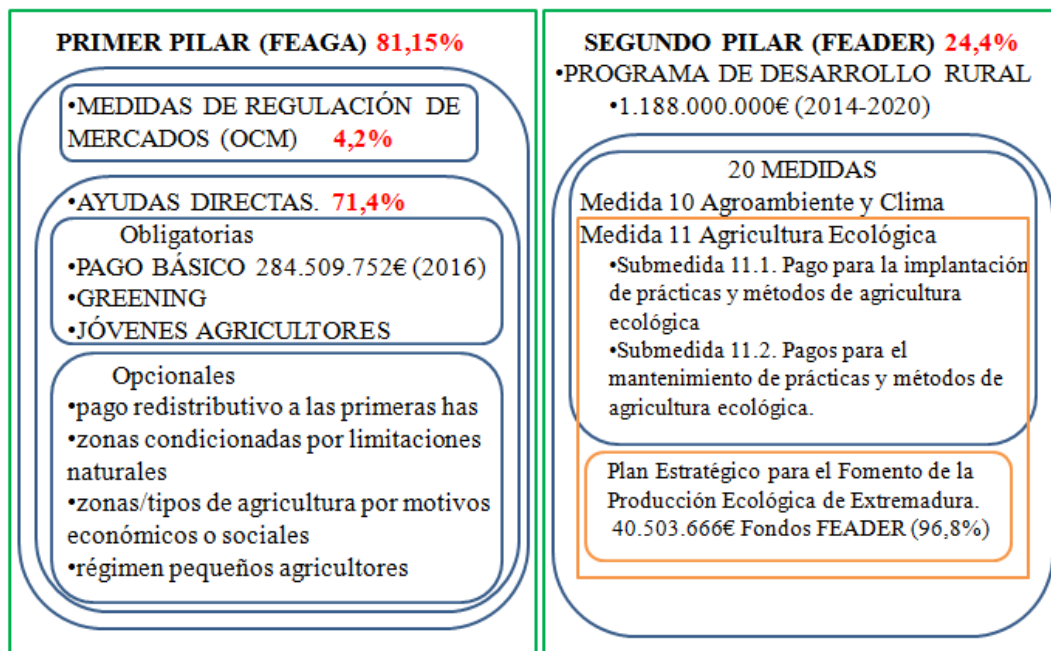 PRIMER PILAR (FEAGA) 81,15%
•MEDIDAS DE REGULACIÓN DE
MERCADOS (OCM) 4,2%
•AYUDAS DIRECTAS. 71,4%
Obligatorias
•PAGO BÁSICO 284.509.752€ (2016)
•GREENING
•JÓVENES AGRICULTORES
Opcionales
•pago redistributivo a las primeras has
•zonas condicionadas por limitaciones
naturales
•zonas/tipos de agricultura por motivos
económicos o sociales
•régimen pequeños agricultores
SEGUNDO PILAR (FEADER) 24,4%
•PROGRAMA DE DESARROLLO RURAL
•1.188.000.000€ (2014-2020)
20 MEDIDAS
Medida 10 Agroambiente y Clima
Medida 11 Agricultura Ecológica
•Submedida 11.1. Pago para la implantación
de prácticas y métodos de agricultura
ecológica
•Submedida 11.2. Pagos para el
mantenimiento de prácticas y métodos de
agricultura ecológica.
Plan Estratégico para el Fomento de la
Producción Ecológica de Extremadura.
40.503.666€ Fondos FEADER (96,8%)